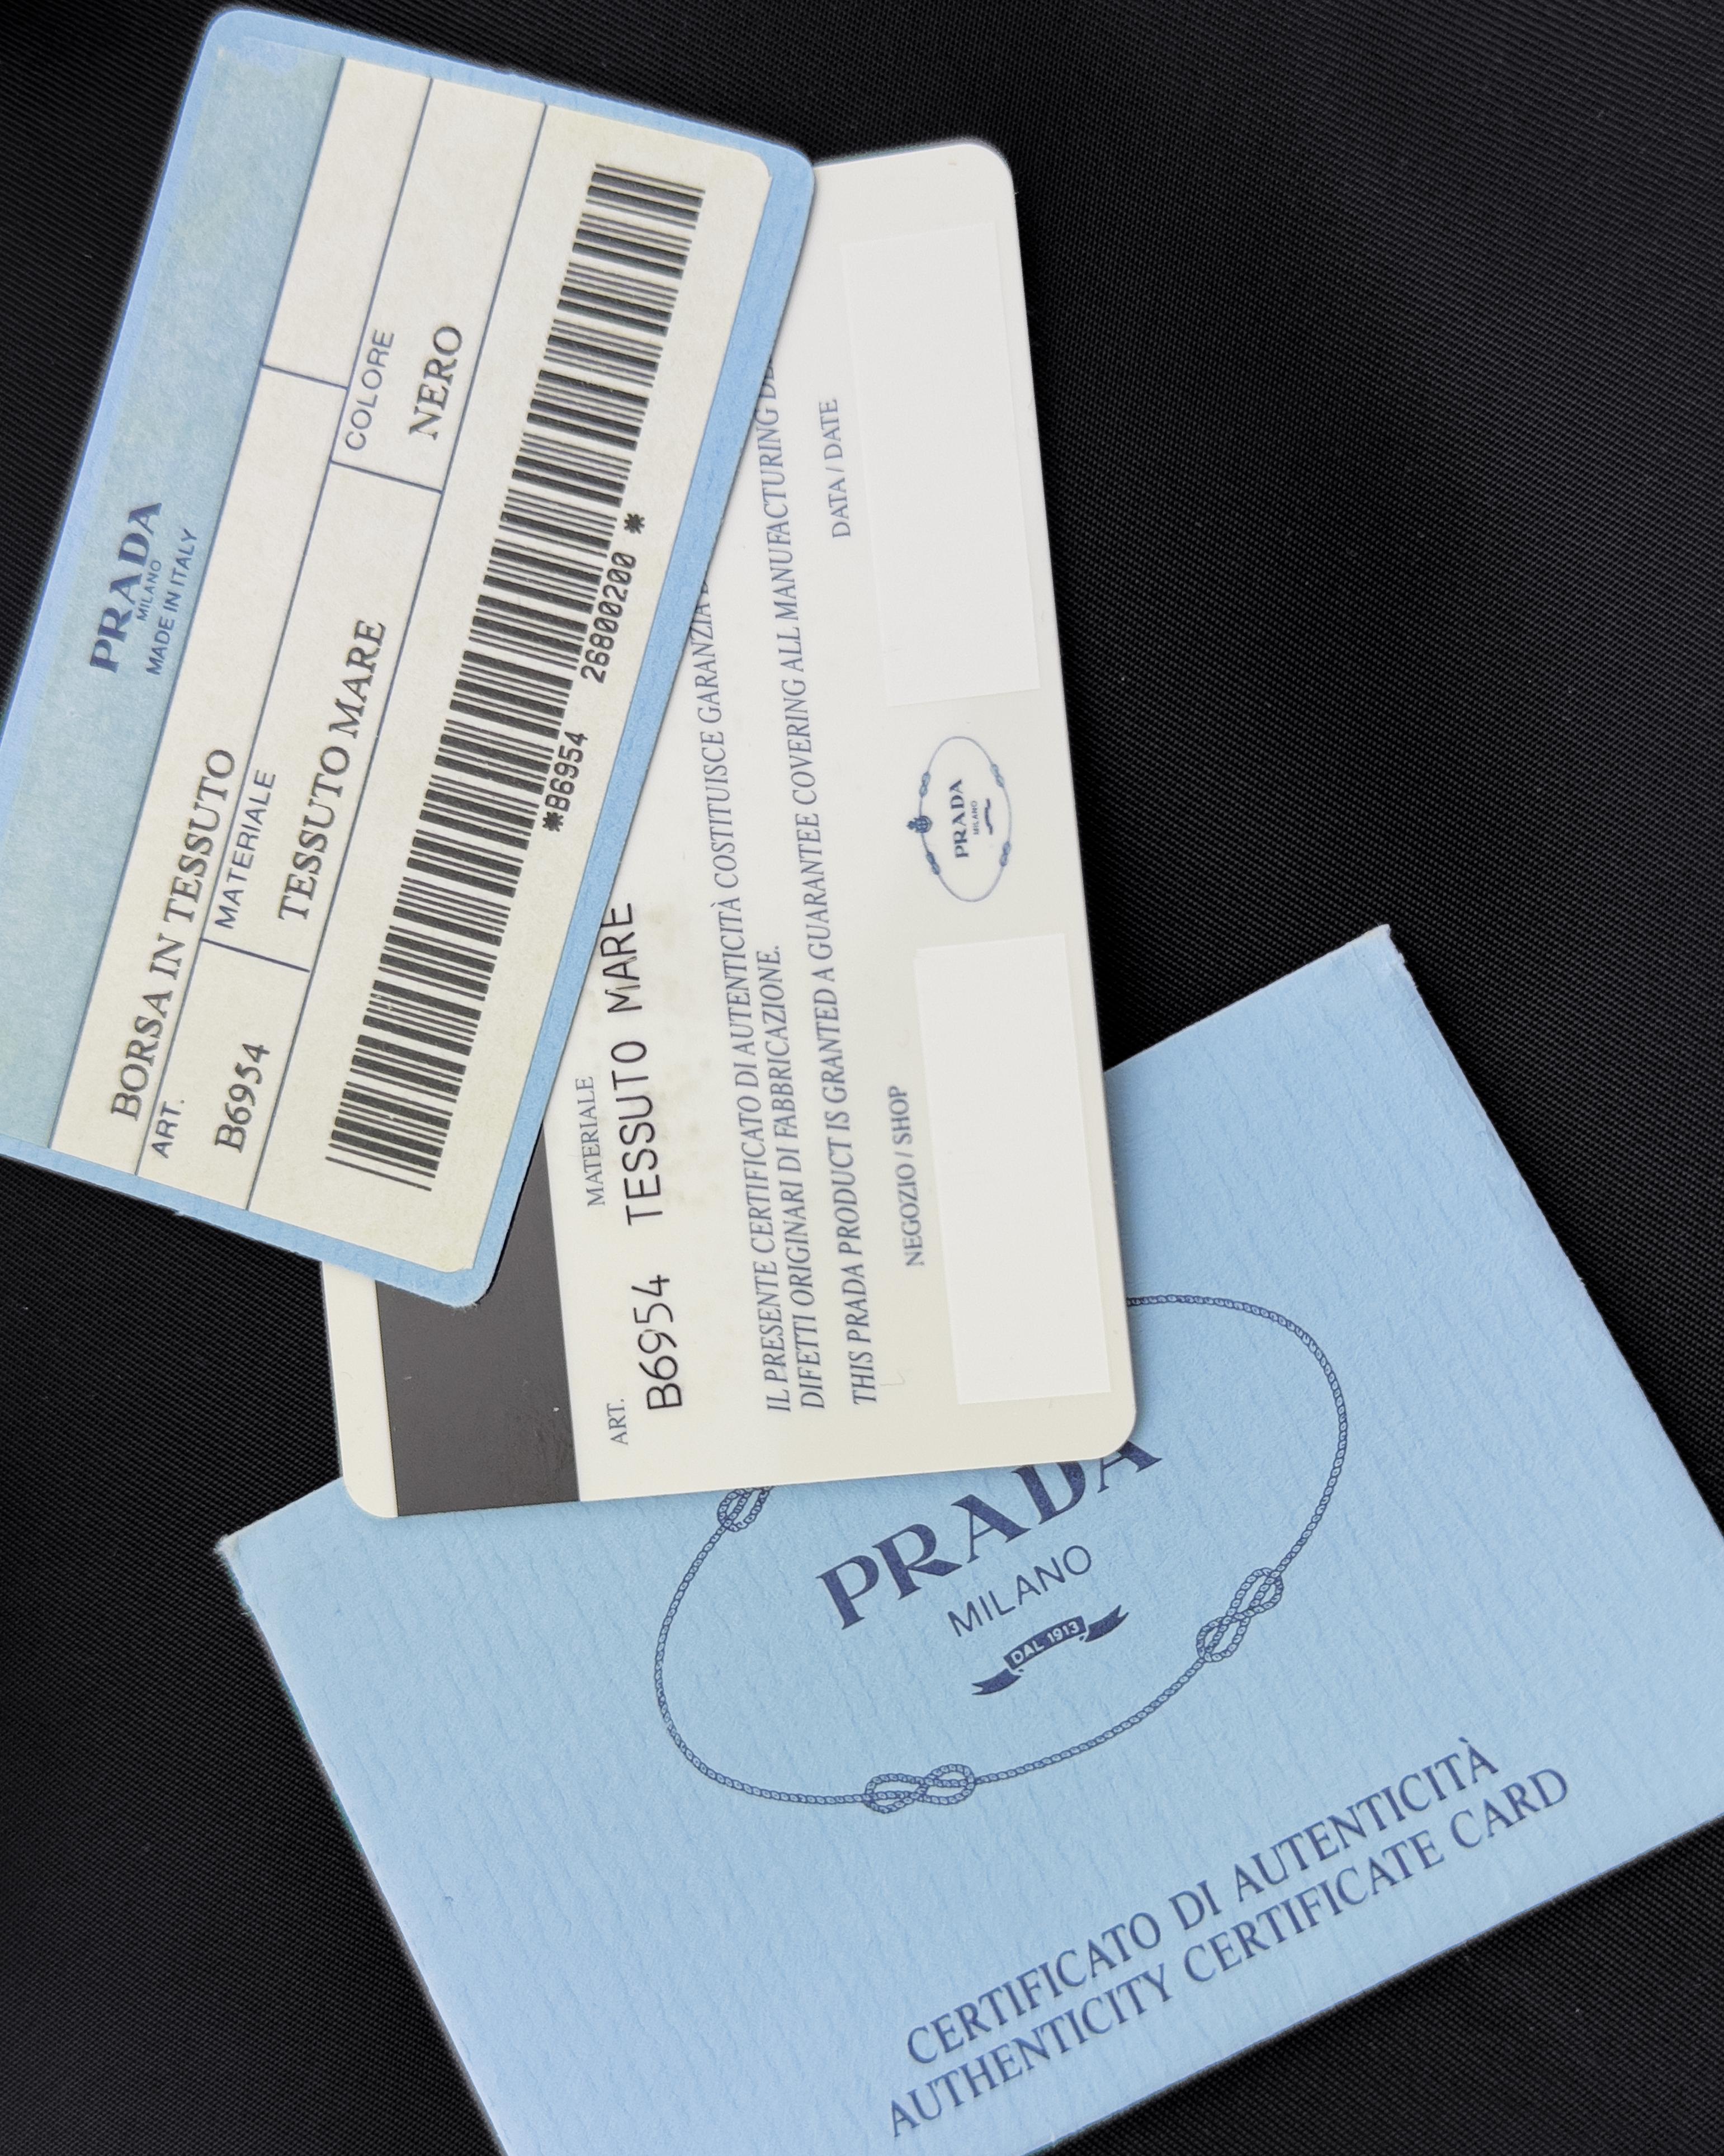 PRADA
MILANO
MADE IN ITALY
BORSA IN TESSUTO
ART.
MATERIALE
COLORE
B6954
TESSUTO MARE
NERO
*B6954 26800200 *
ART.
MATERIALE
B6954 TESSUTO MARE
IL PRESENTE CERTIFICATO DI AUTENTICITÀ COSTITUISCE GARANZIA
DIFETTI ORIGINARI DI FABBRICAZIONE.
THIS PRADA PRODUCT IS GRANTED A GUARANTEE COVERING ALL MANUFACTURING
NEGOZIO / SHOP
DATA / DATE
PRADA
MILANO
PRADA
MILANO
DAL 1913
CERTIFICATO DI AUTENTICITÀ
AUTHENTICITY CERTIFICATE CARD